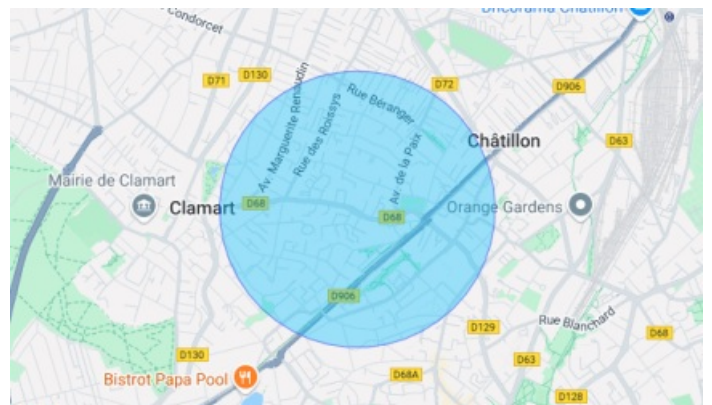 Bricorama Châtillon
Condorcet
D71
D130
D72
D906
Av. Marguerite Renaudin
Rue des Roissys
Rue Béranger
Av. de la Paix
Châtillon
D63
Mairie de Clamart
Clamart
D68
D68
Orange Gardens
D906
D129
Rue Blanchard
D68
D130
D63
D68A
Bistrot Papa Pool
D128